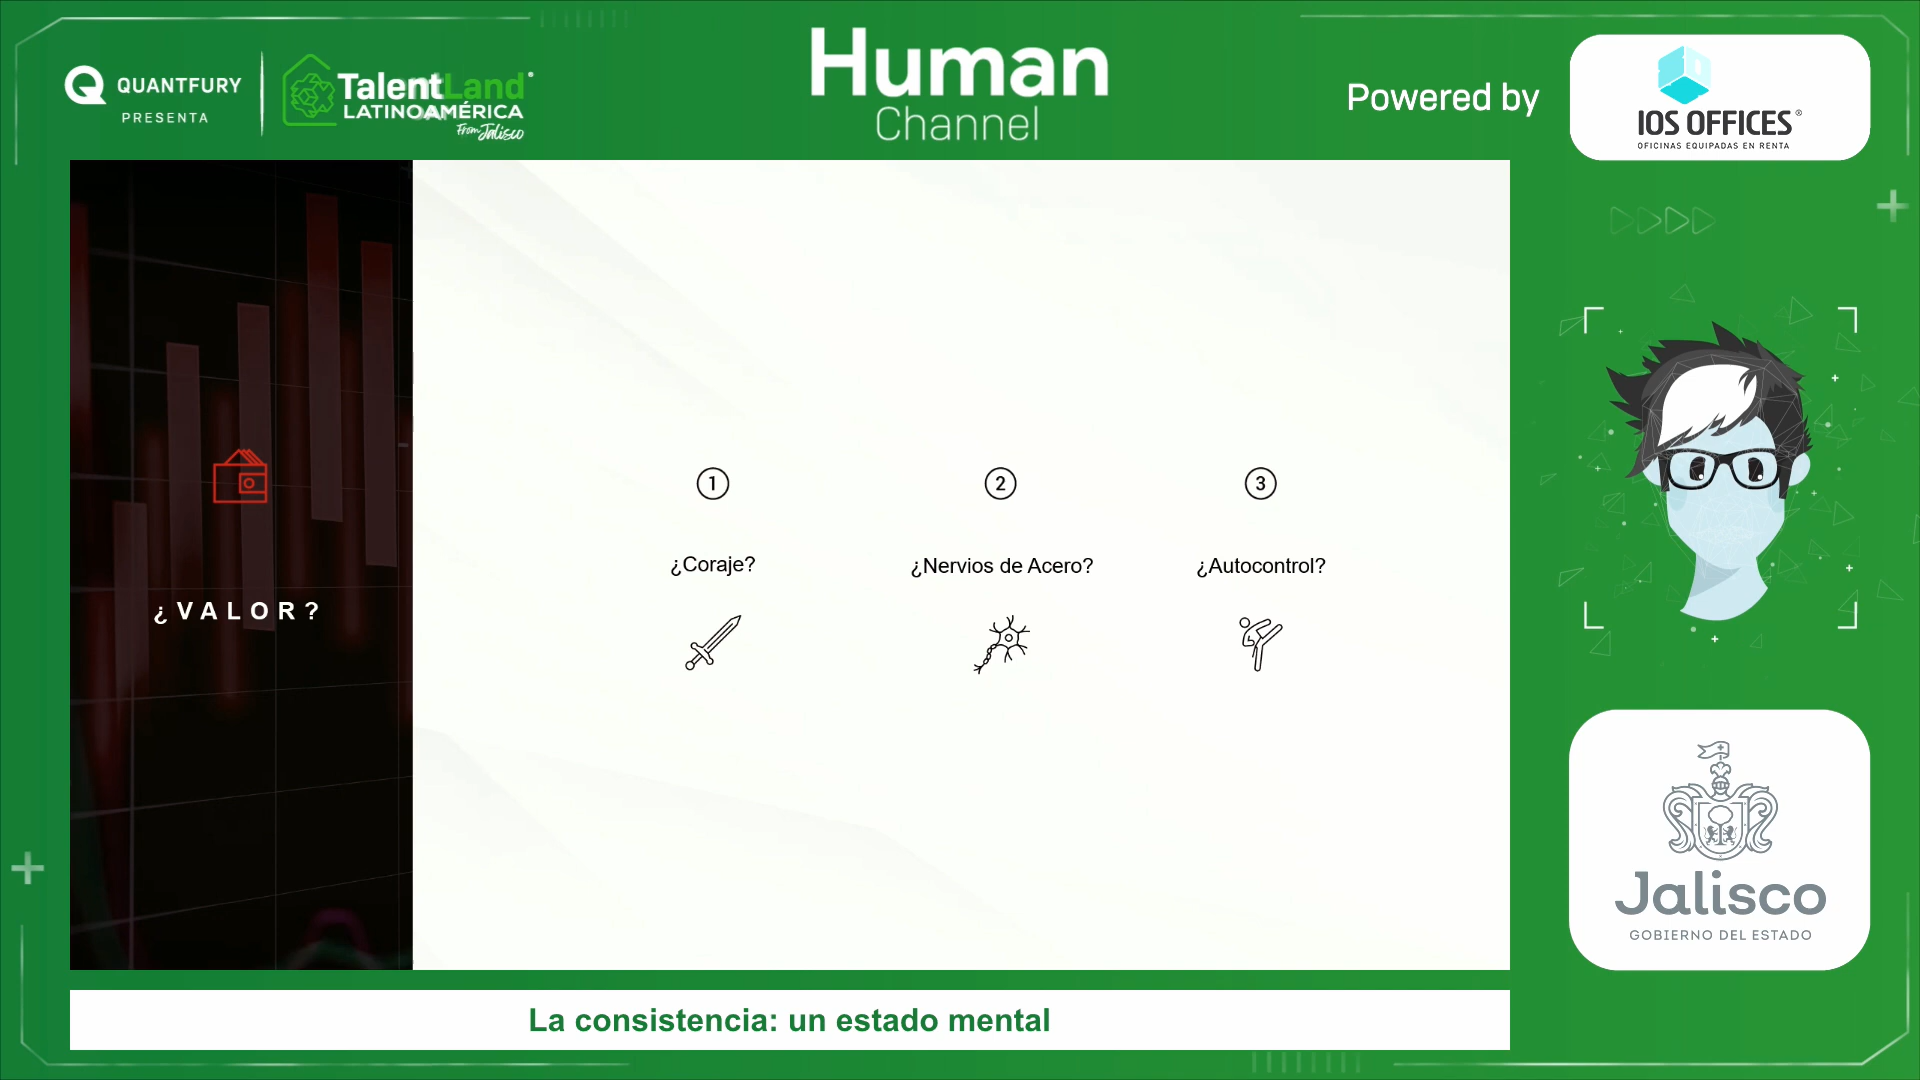 QUANTFURY
PRESENTA
TalentLand
LATINOAMÉRICA
From Jalisco
Human
Channel
Powered by
IOS OFFICES®
OFICINAS EQUIPADAS EN RENTA
¿VALOR?
1
2
3
¿Coraje?
¿Nervios de Acero?
¿Autocontrol?
Jalisco
GOBIERNO DEL ESTADO
La consistencia: un estado mental